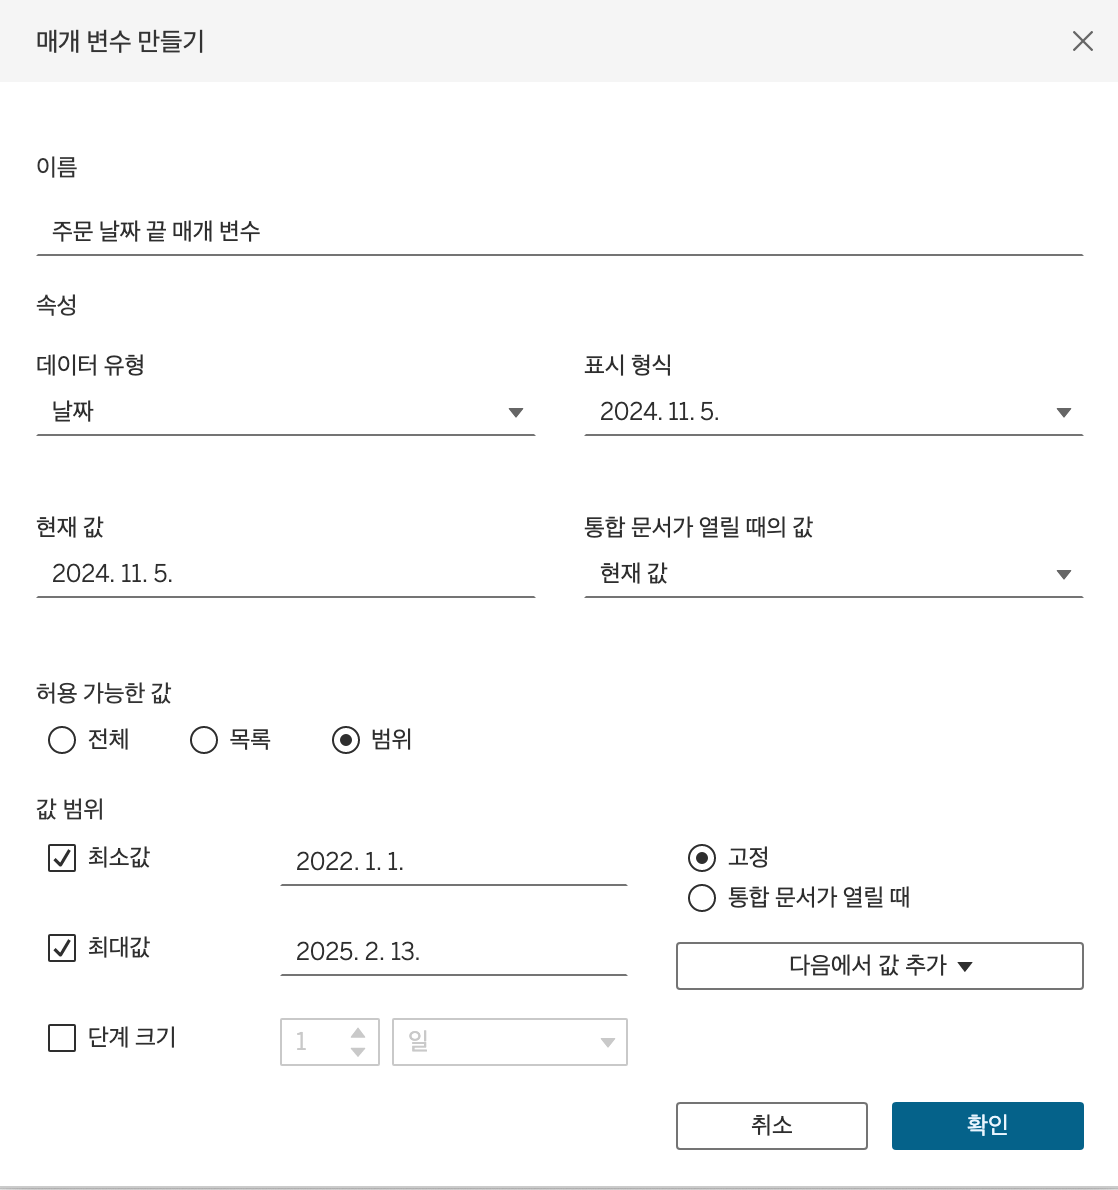 매개 변수 만들기
이름
주문 날짜 끝 매개 변수
속성
데이터 유형
표시 형식
날짜
2024. 11. 5.
현재 값
통합 문서가 열릴 때의 값
2024. 11. 5.
현재 값
허용 가능한 값
전체
목록
범위
값 범위
최소값
2022. 1. 1.
고정
통합 문서가 열릴 때
최대값
2025. 2. 13.
다음에서 값 추가
단계 크기
1
일
취소
확인